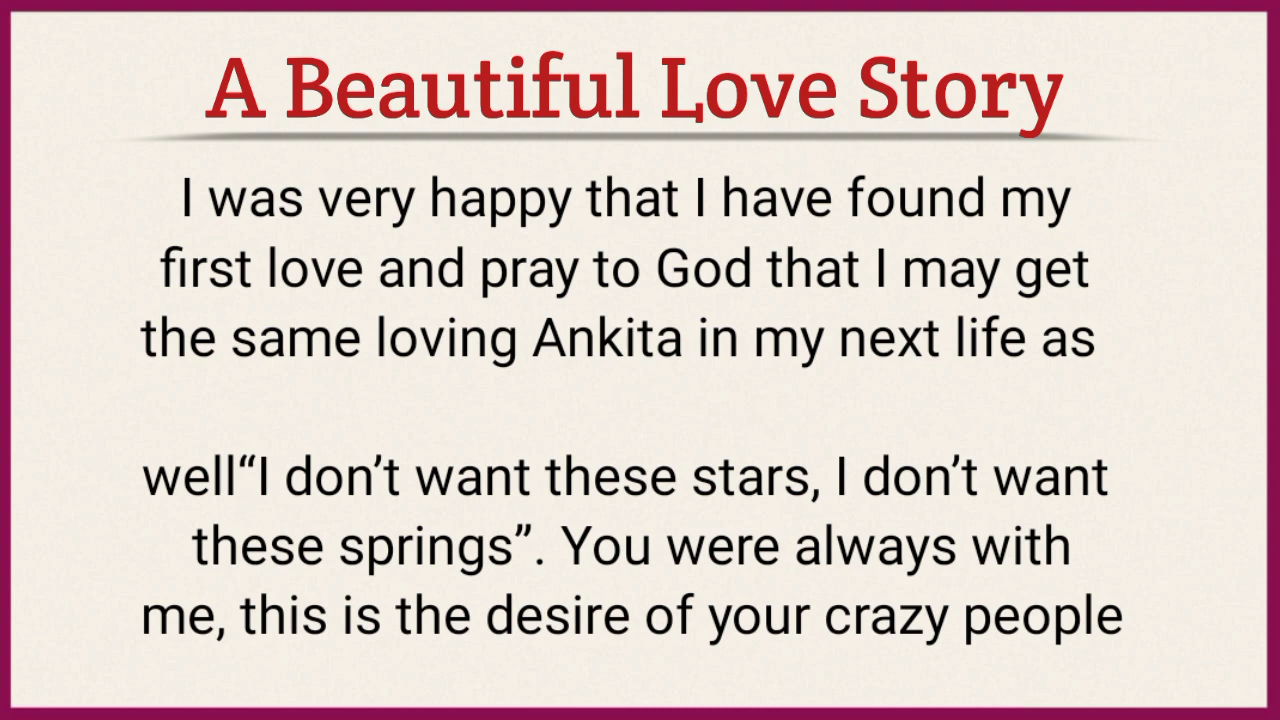 A Beautiful Love Story
I was very happy that I have found my
first love and pray to God that I may get
the same loving Ankita in my next life as
well“I don’t want these stars, I don’t want
these springs”. You were always with
me, this is the desire of your crazy people